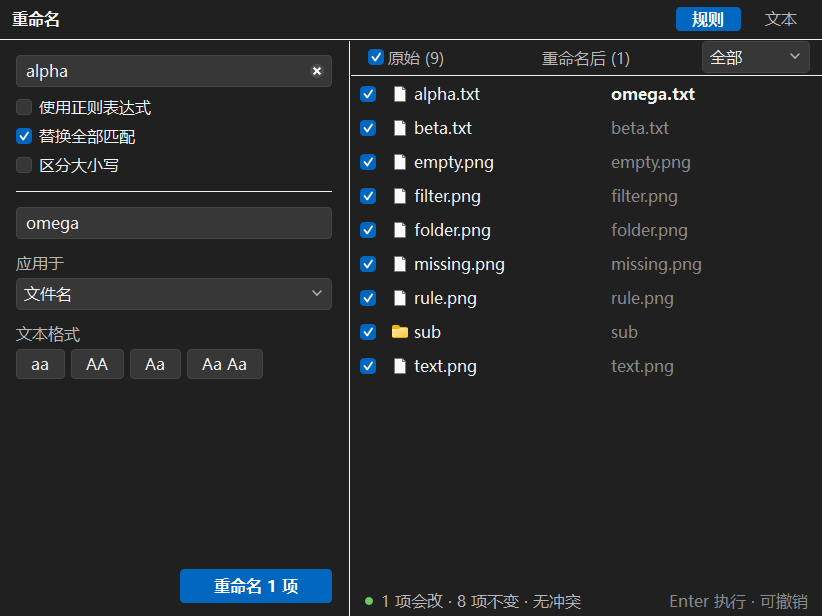 重命名
规则 文本
alpha
使用正则表达式
替换全部匹配
区分大小写
omega
应用于
文件名
文本格式
aa AA Aa Aa Aa
重命名 1 项
原始 (9) 重命名后 (1) 全部
alpha.txt omega.txt
beta.txt beta.txt
empty.png empty.png
filter.png filter.png
folder.png folder.png
missing.png missing.png
rule.png rule.png
sub sub
text.png text.png
1 项会改 · 8 项不变 · 无冲突 Enter 执行 · 可撤销